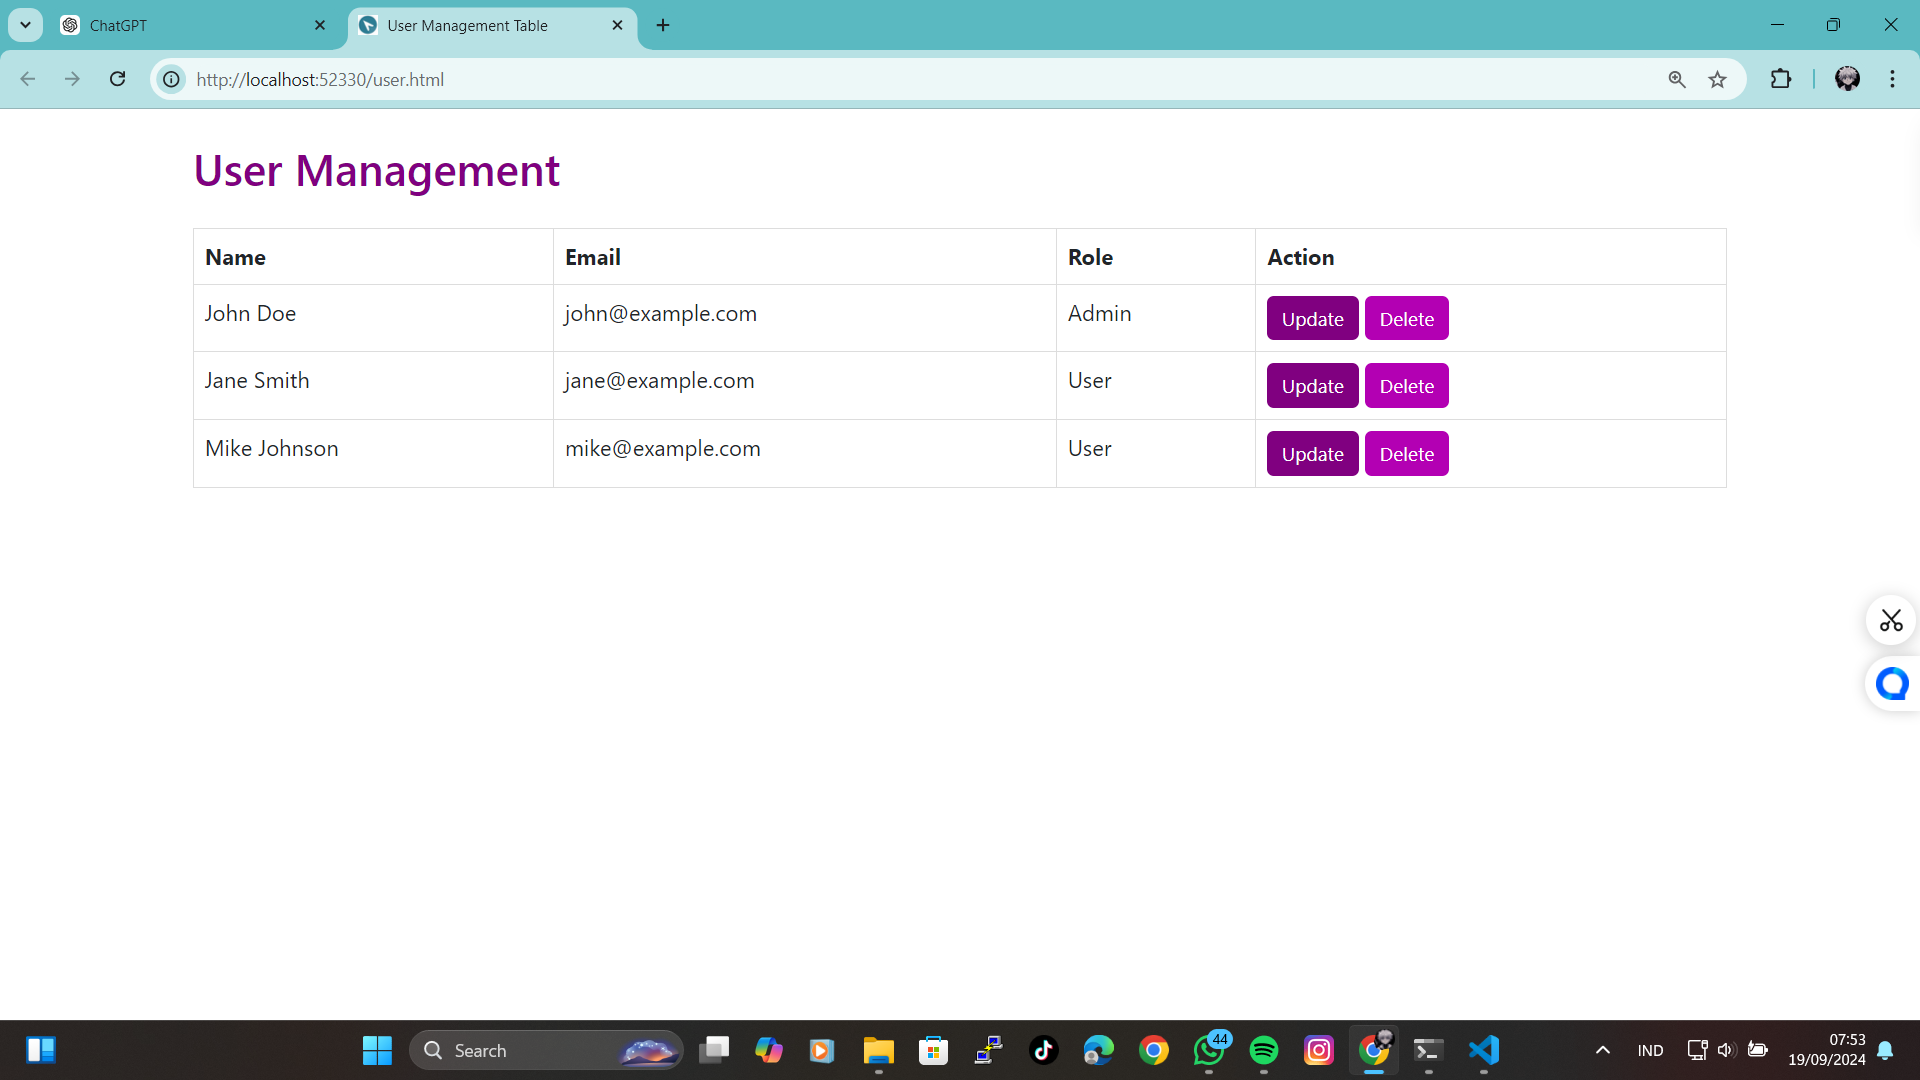 ChatGPT
User Management Table
http://localhost:52330/user.html
User Management
Name Email Role Action
John Doe john@example.com Admin Update Delete
Jane Smith jane@example.com User Update Delete
Mike Johnson mike@example.com User Update Delete
Search
44
IND
07:53
19/09/2024